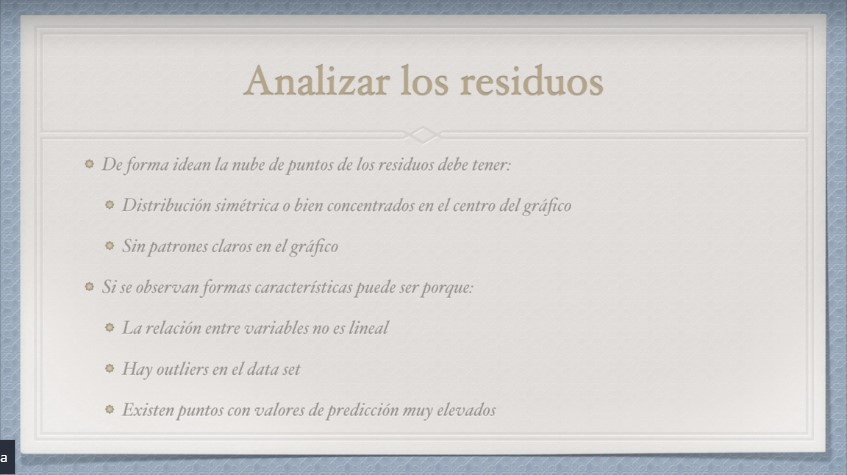 Analizar los residuos
De forma idean la nube de puntos de los residuos debe tener:
Distribución simétrica o bien concentrados en el centro del gráfico
Sin patrones claros en el gráfico
Si se observan formas características puede ser porque:
La relación entre variables no es lineal
Hay outliers en el data set
Existen puntos con valores de predicción muy elevados
a